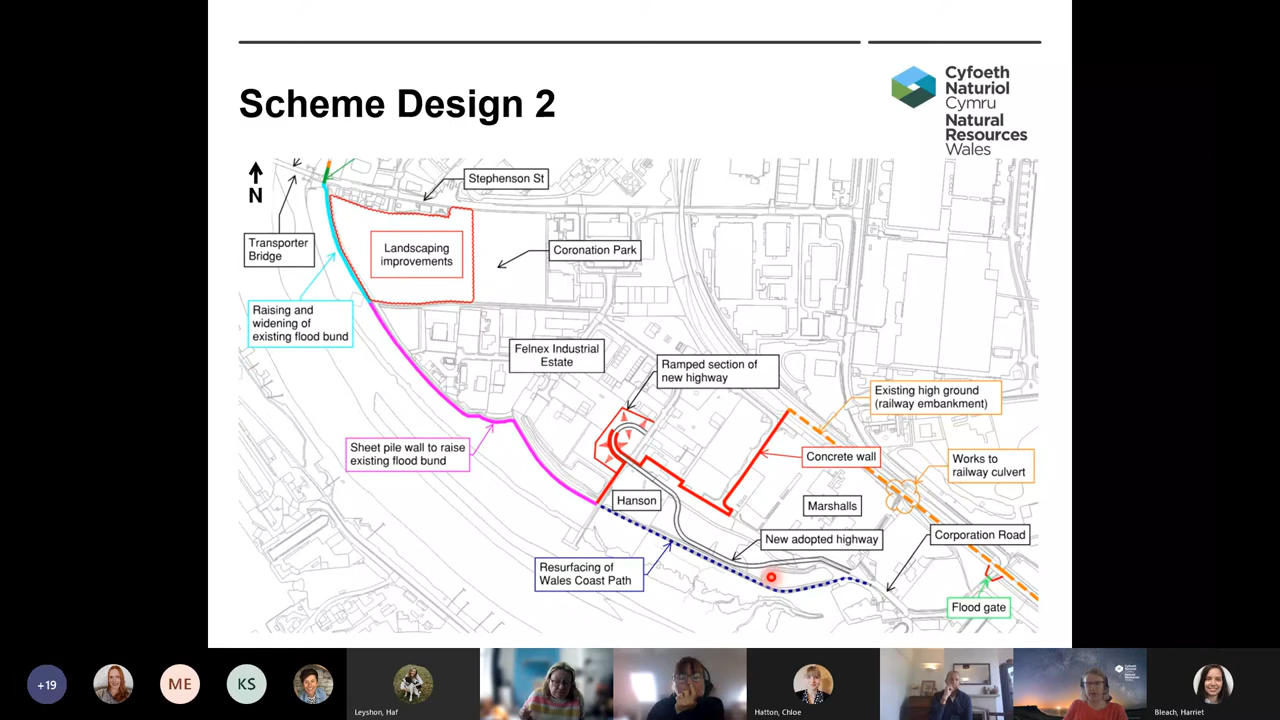 Scheme Design 2
Cyfoeth
Naturiol
Cymru
Natural
Resources
Wales
N
Stephenson St
Transporter
Bridge
Landscaping
improvements
Coronation Park
Raising and
widening of
existing flood bund
Felnex Industrial
Estate
Ramped section of
new highway
Existing high ground
(railway embankment)
Sheet pile wall to raise
existing flood bund
Concrete wall
Works to
railway culvert
Hanson
Marshalls
New adopted highway
Corporation Road
Resurfacing of
Wales Coast Path
Flood gate
+19
ME
KS
Leyshon, Haf
Hatton, Chloe
Bleach, Harriet